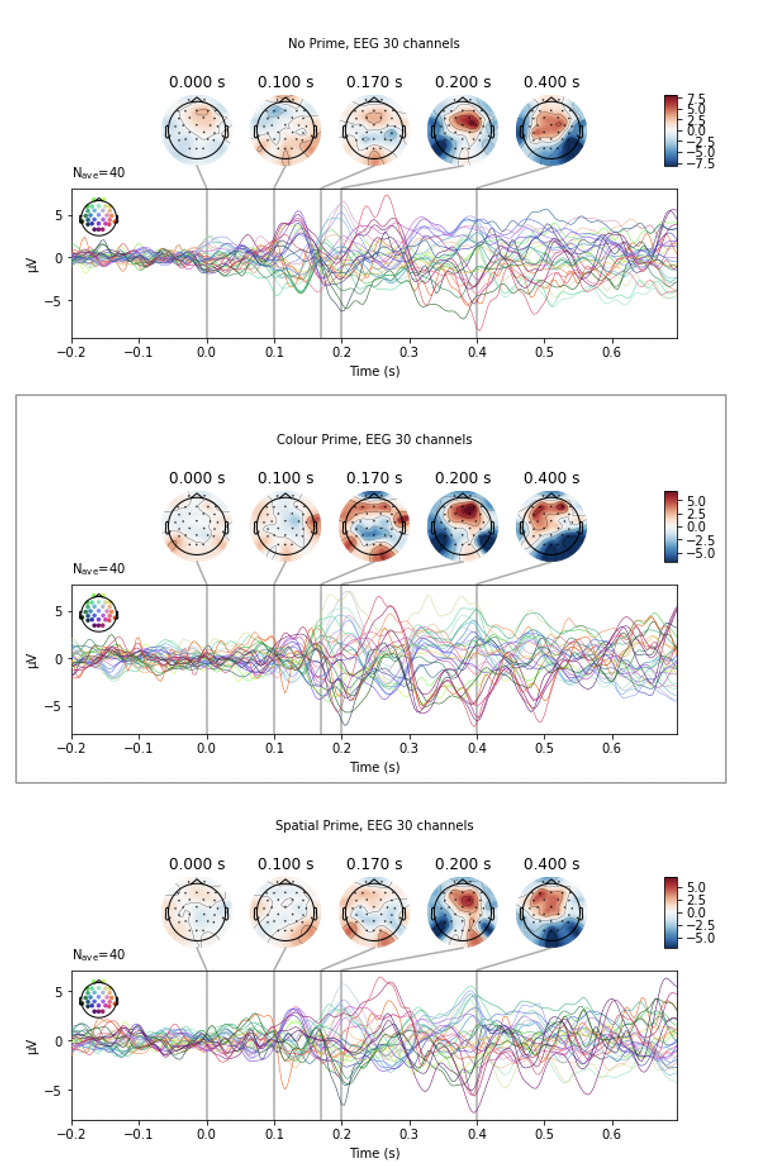 No Prime, EEG 30 channels
0.000 s 0.100 s 0.170 s 0.200 s 0.400 s
7.5
5.0
2.5
0.0
−2.5
−5.0
−7.5
Nave=40
5
0
−5
µV
−0.2 −0.1 0.0 0.1 0.2 0.3 0.4 0.5 0.6
Time (s)
Colour Prime, EEG 30 channels
0.000 s 0.100 s 0.170 s 0.200 s 0.400 s
5.0
2.5
0.0
−2.5
−5.0
Nave=40
5
0
−5
µV
−0.2 −0.1 0.0 0.1 0.2 0.3 0.4 0.5 0.6
Time (s)
Spatial Prime, EEG 30 channels
0.000 s 0.100 s 0.170 s 0.200 s 0.400 s
5.0
2.5
0.0
−2.5
−5.0
Nave=40
5
0
−5
µV
−0.2 −0.1 0.0 0.1 0.2 0.3 0.4 0.5 0.6
Time (s)